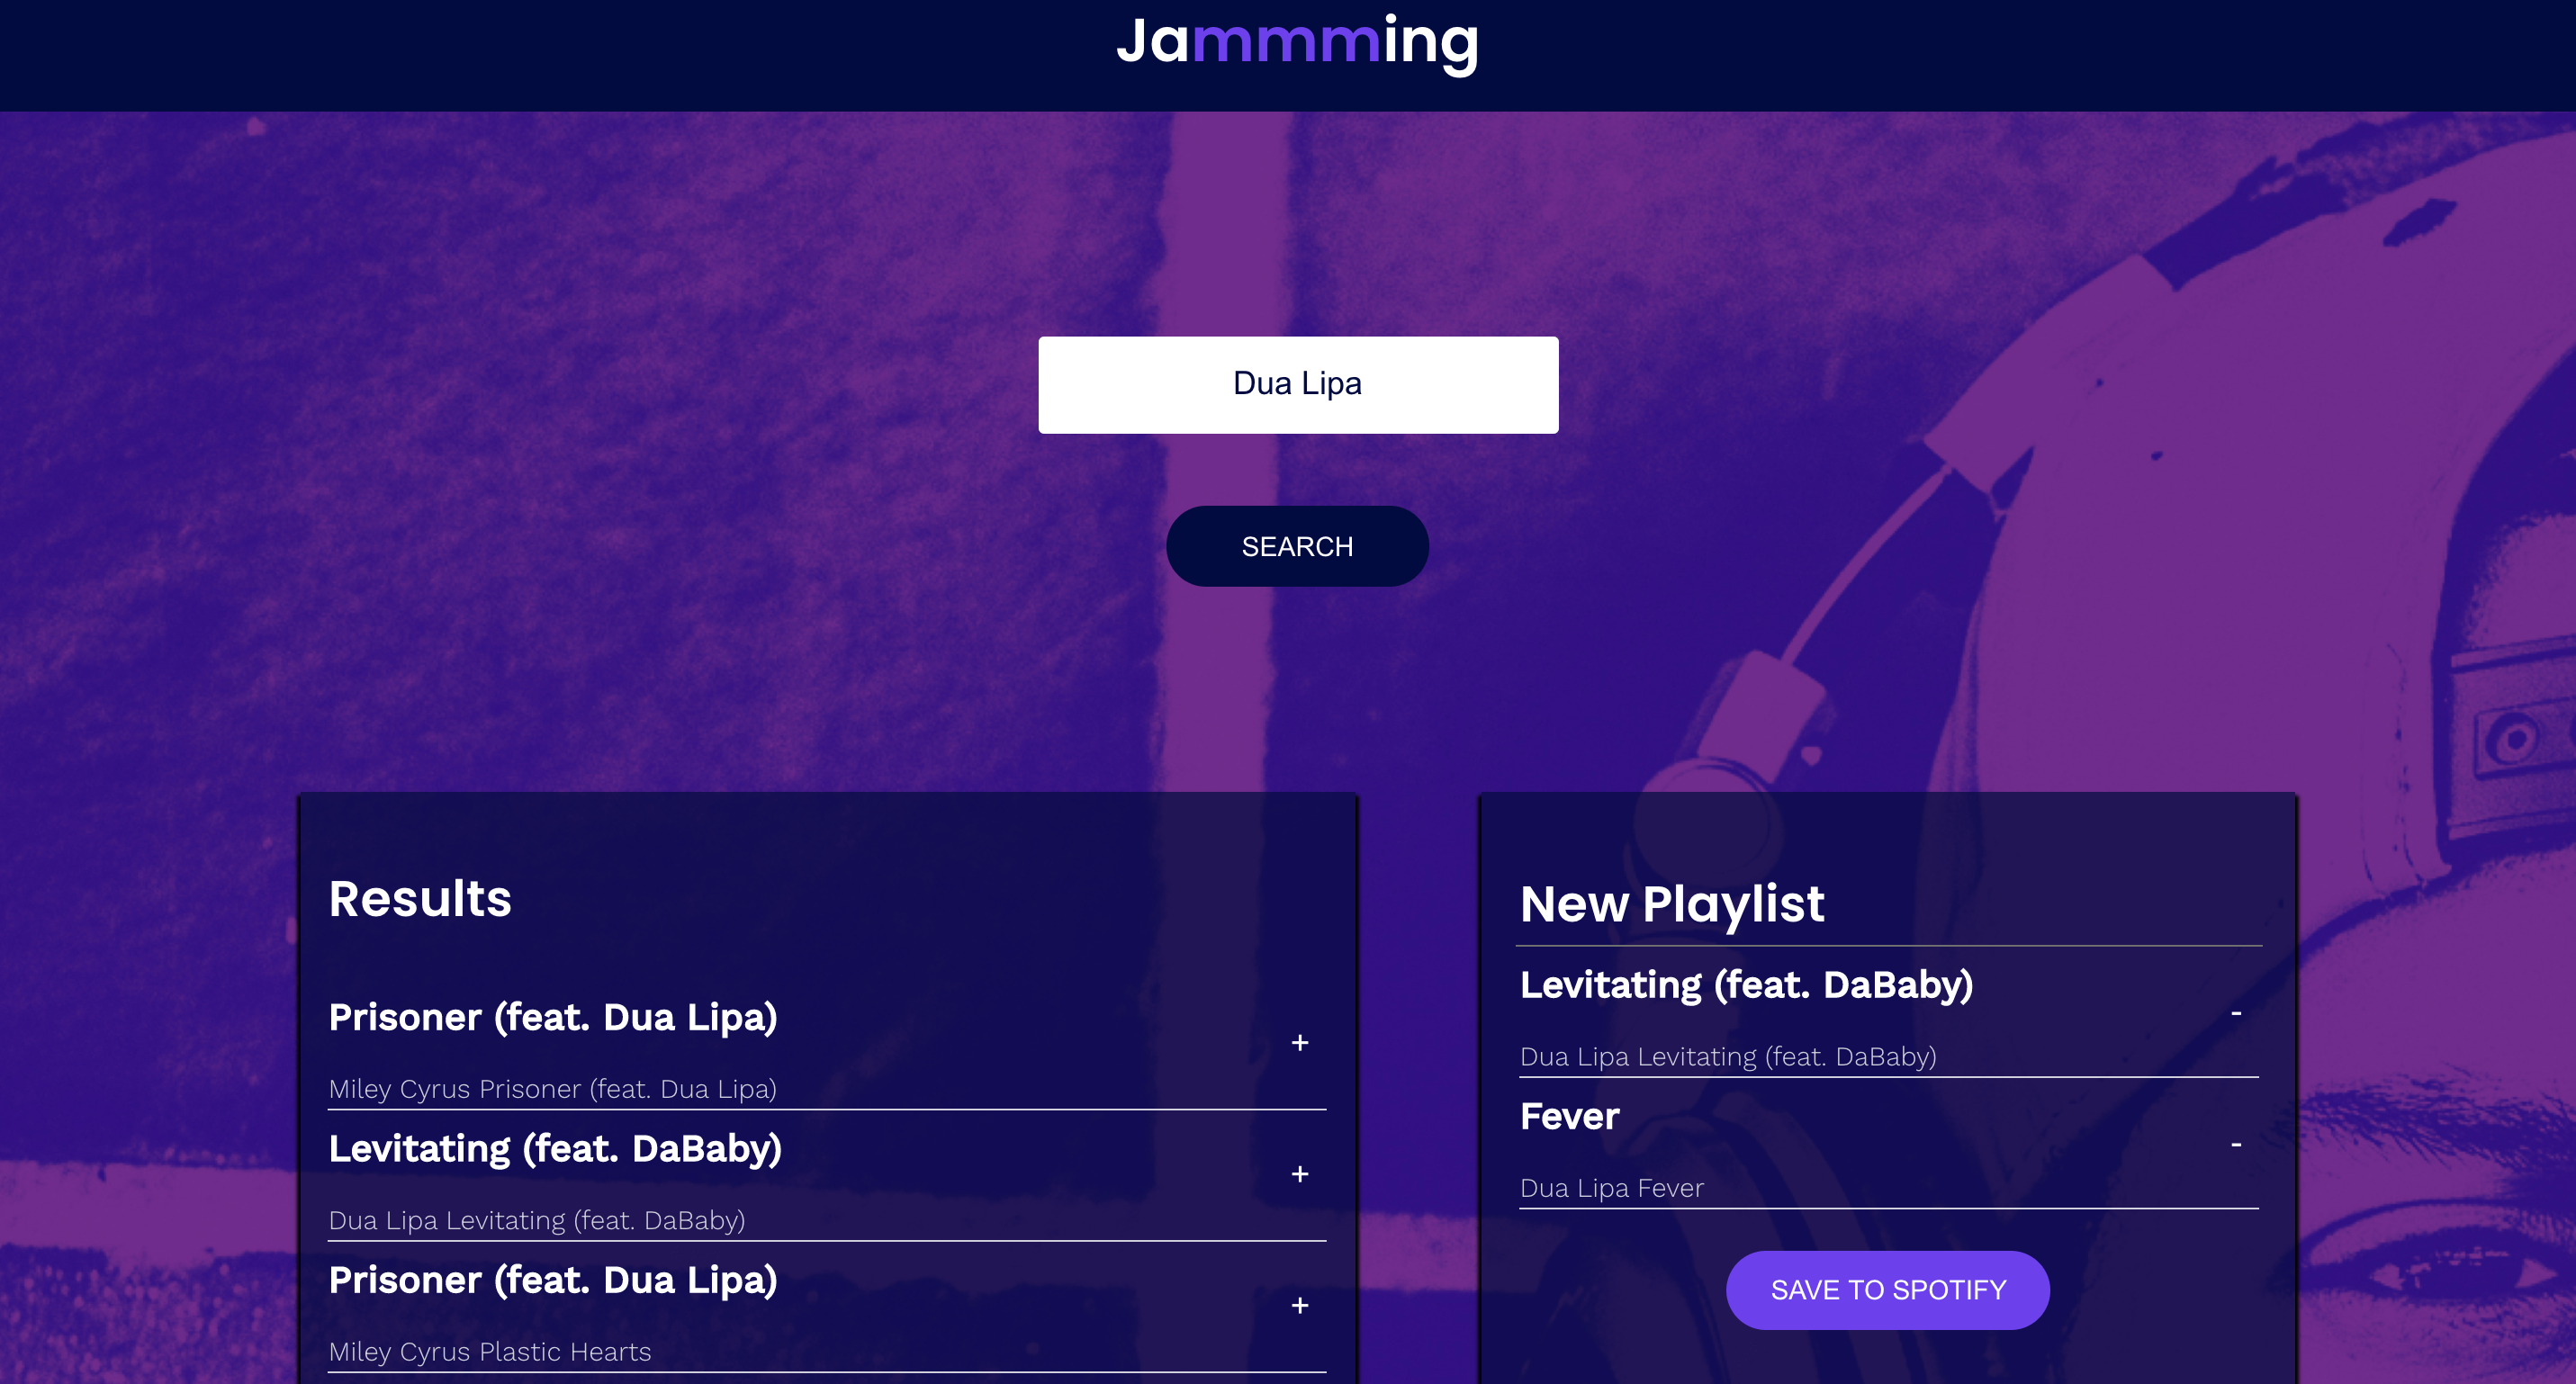 Jammming
Dua Lipa
SEARCH
Results
Prisoner (feat. Dua Lipa)
+
Miley Cyrus Prisoner (feat. Dua Lipa)
Levitating (feat. DaBaby)
+
Dua Lipa Levitating (feat. DaBaby)
Prisoner (feat. Dua Lipa)
+
Miley Cyrus Plastic Hearts
New Playlist
Levitating (feat. DaBaby)
-
Dua Lipa Levitating (feat. DaBaby)
Fever
-
Dua Lipa Fever
SAVE TO SPOTIFY